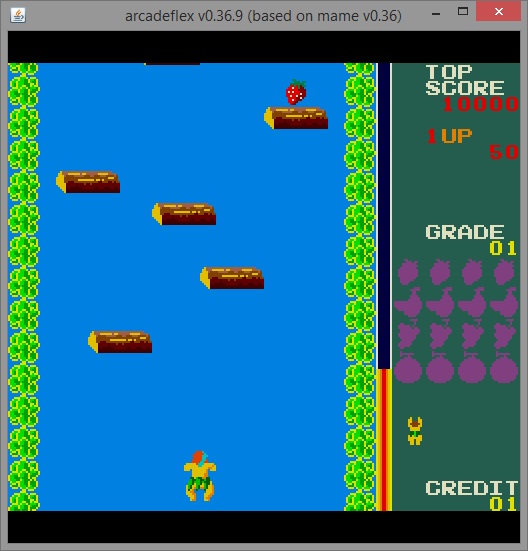 arcadeflex v0.36.9 (based on mame v0.36)
TOP
SCORE
10000
1UP
50
GRADE
01
CREDIT
01